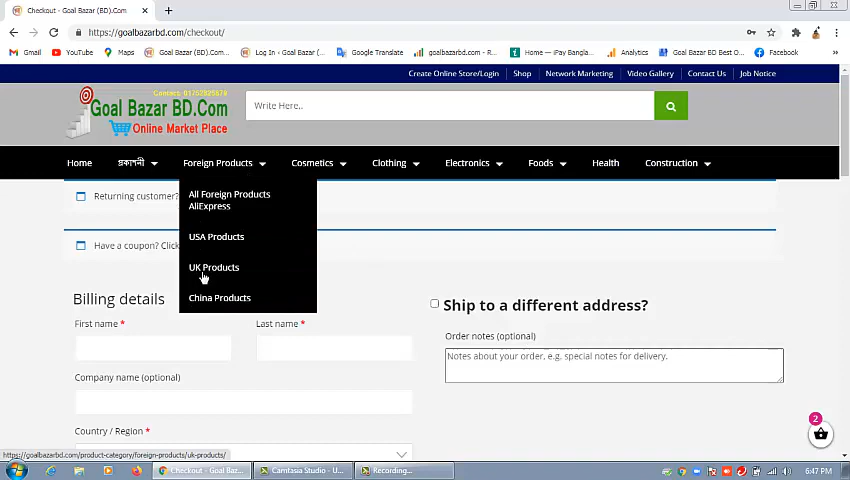 Checkout - Goal Bazar (BD).Com
https://goalbazarbd.com/checkout/
Gmail YouTube Maps Goal Bazar (BD).Com... Log In ‹ Goal Bazar (... Google Translate goalbazarbd.com - R... Home — iPay Bangla... Analytics Goal Bazar BD Best O... Facebook
Create Online Store/Login Shop Network Marketing Video Gallery Contact Us Job Notice
Goal Bazar BD.Com
Online Market Place
Write Here..
Home প্রকাশনী Foreign Products Cosmetics Clothing Electronics Foods Health Construction
Returning customer?
All Foreign Products
AliExpress
USA Products
Have a coupon? Click
UK Products
China Products
Billing details
Ship to a different address?
First name *
Last name *
Order notes (optional)
Notes about your order, e.g. special notes for delivery.
Company name (optional)
Country / Region *
2
https://goalbazarbd.com/product-category/foreign-products/uk-products/
Checkout - Goal Baz... Camtasia Studio - U... Recording...
6:47 PM